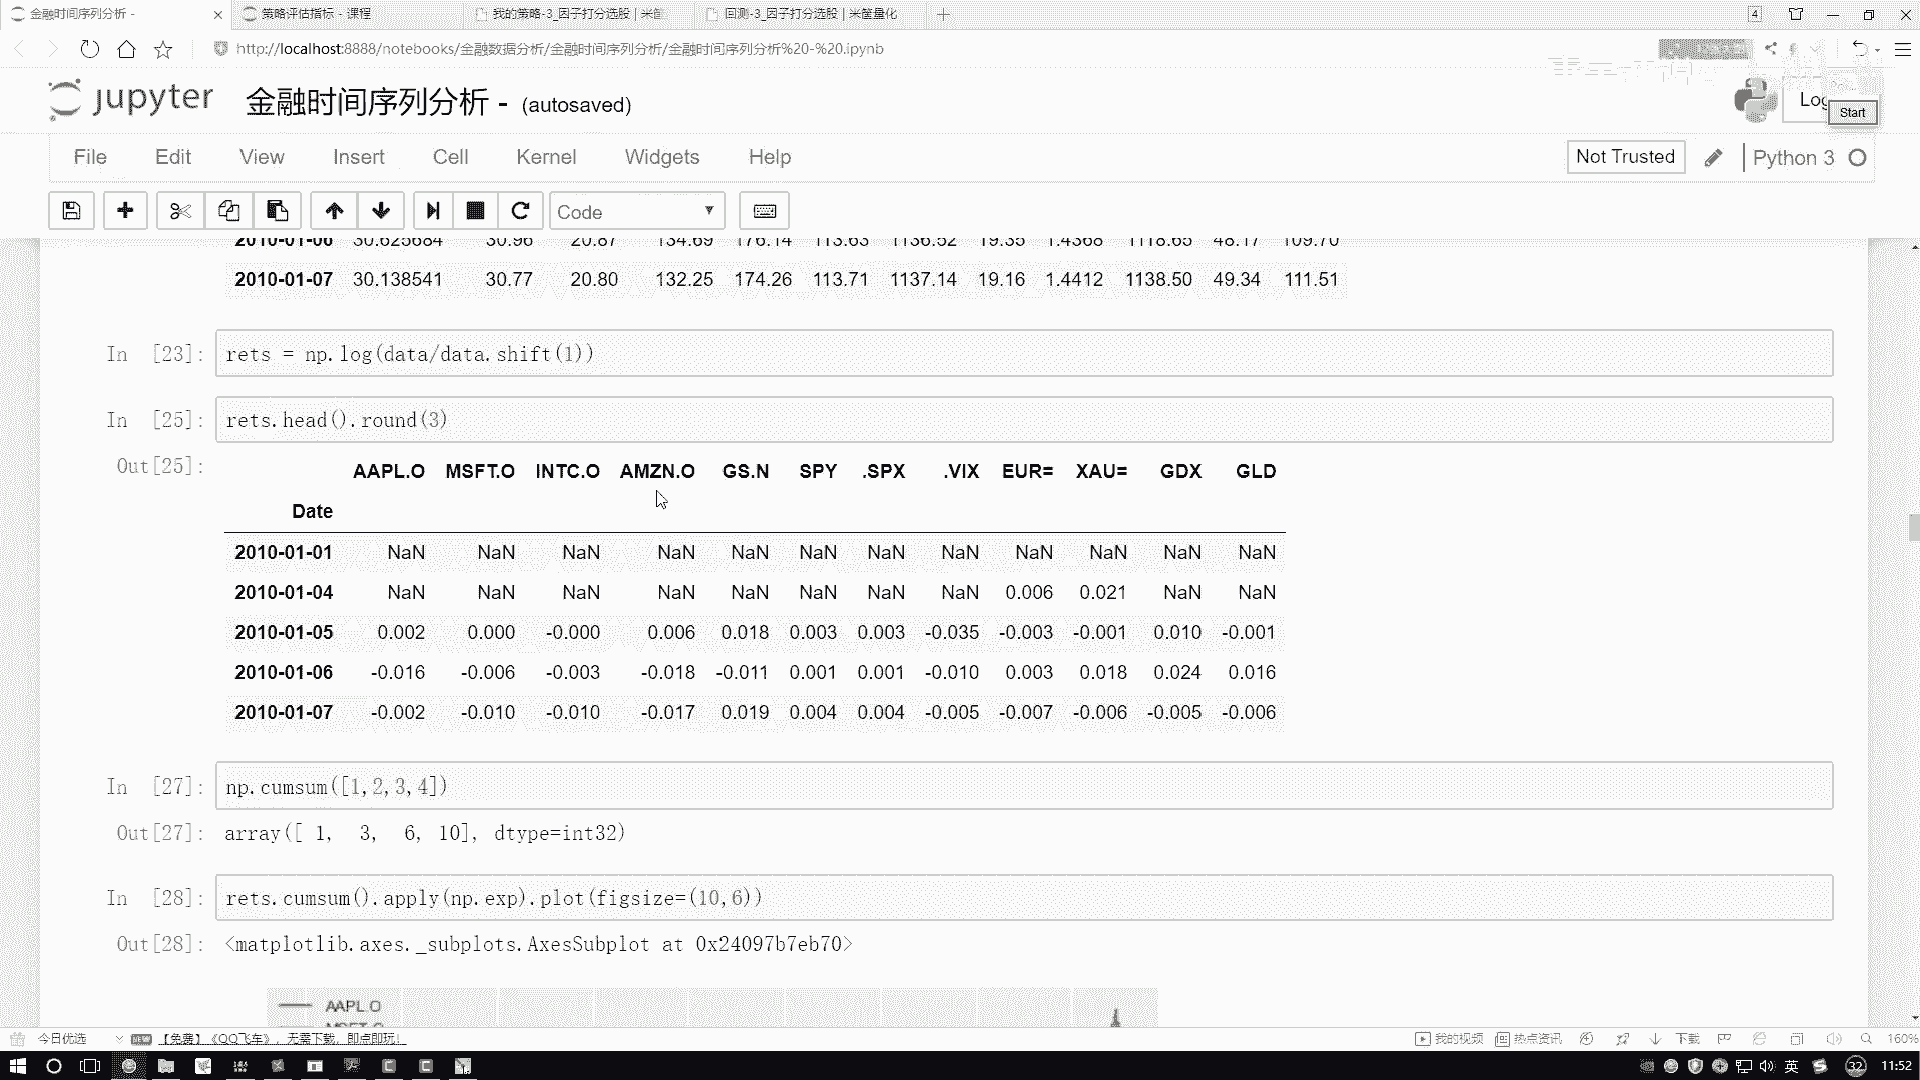 金融时间序列分析 -
策略评估指标 - 课程
我的策略-3_因子打分选股 | 米筐
回测-3_因子打分选股 | 米筐量化
4
http://localhost:8888/notebooks/金融数据分析/金融时间序列分析/金融时间序列分析%20-%20.ipynb
jupyter 金融时间序列分析 - (autosaved)
Log
Start
File Edit View Insert Cell Kernel Widgets Help
Not Trusted
Python 3
Code
2010-01-06 30.625684 30.96 20.87 134.69 176.14 113.63 1136.52 19.35 1.4368 1118.65 48.17 109.70
2010-01-07 30.138541 30.77 20.80 132.25 174.26 113.71 1137.14 19.16 1.4412 1138.50 49.34 111.51
In [23]: rets = np.log(data/data.shift(1))
In [25]: rets.head().round(3)
Out[25]: AAPL.O MSFT.O INTC.O AMZN.O GS.N SPY .SPX .VIX EUR= XAU= GDX GLD
Date
2010-01-01 NaN NaN NaN NaN NaN NaN NaN NaN NaN NaN NaN NaN
2010-01-04 NaN NaN NaN NaN NaN NaN NaN NaN 0.006 0.021 NaN NaN
2010-01-05 0.002 0.000 -0.000 0.006 0.018 0.003 0.003 -0.035 -0.003 -0.001 0.010 -0.001
2010-01-06 -0.016 -0.006 -0.003 -0.018 -0.011 0.001 0.001 -0.010 0.003 0.018 0.024 0.016
2010-01-07 -0.002 -0.010 -0.010 -0.017 0.019 0.004 0.004 -0.005 -0.007 -0.006 -0.005 -0.006
In [27]: np.cumsum([1,2,3,4])
Out[27]: array([ 1, 3, 6, 10], dtype=int32)
In [28]: rets.cumsum().apply(np.exp).plot(figsize=(10,6))
Out[28]: <matplotlib.axes._subplots.AxesSubplot at 0x24097b7eb70>
AAPL.O
MSFT.O
今日优选
NEW 【免费】《QQ飞车》，无需下载，即点即玩！
我的视频 热点资讯 下载 160%
英 32 11:52